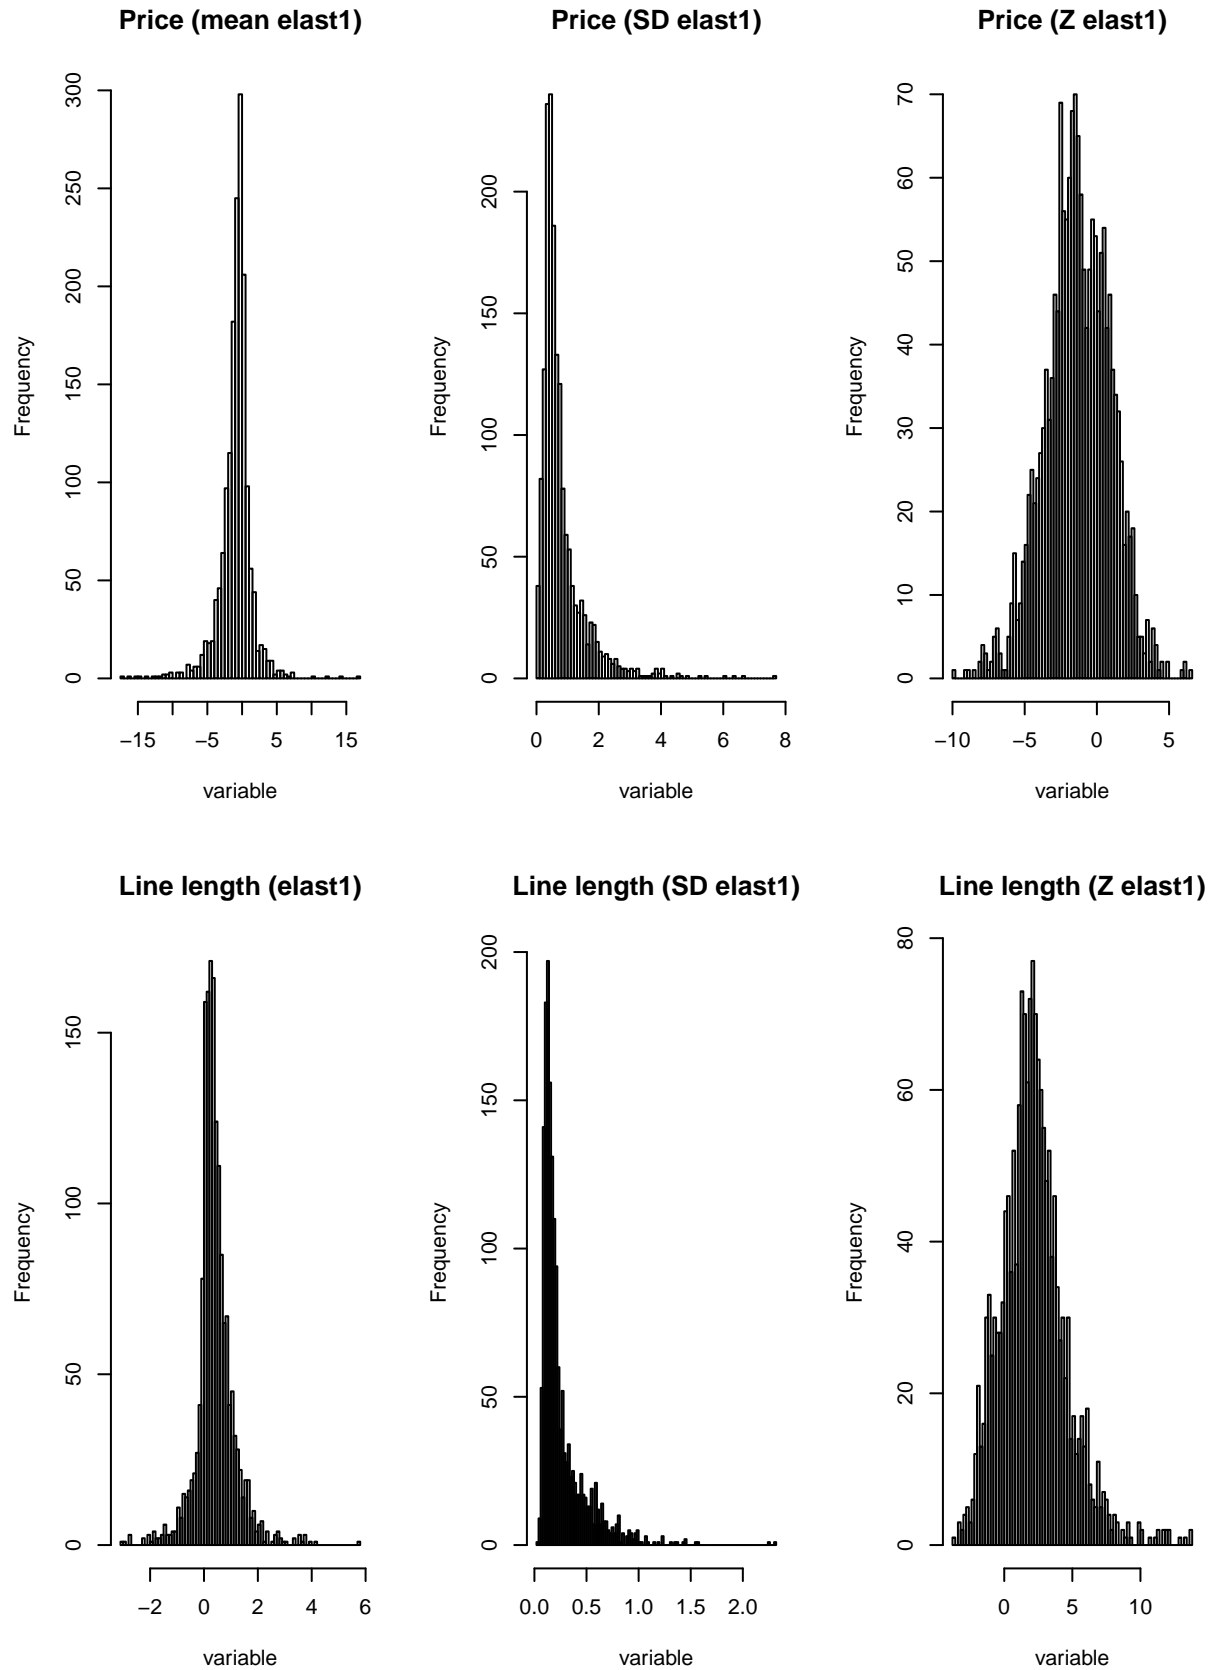 Price (mean elast1)
Frequency
0 50 100 150 200 250 300
−15 −5 5 15
variable
Price (SD elast1)
Frequency
0 50 100 150 200
0 2 4 6 8
variable
Price (Z elast1)
Frequency
0 10 20 30 40 50 60 70
−10 −5 0 5
variable
Line length (elast1)
Frequency
0 50 100 150
−2 0 2 4 6
variable
Line length (SD elast1)
Frequency
0 50 100 150 200
0.0 0.5 1.0 1.5 2.0
variable
Line length (Z elast1)
Frequency
0 20 40 60 80
0 5 10
variable